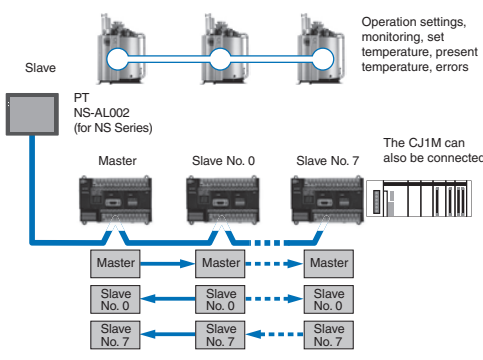 Operation settings,
monitoring, set
temperature, present
temperature, errors
Slave
PT
NS-AL002
(for NS Series)
Master
Slave No. 0
Slave No. 7
The CJ1M can
also be connected
Master
Master
Master
Slave
No. 0
Slave
No. 0
Slave
No. 0
Slave
No. 7
Slave
No. 7
Slave
No. 7